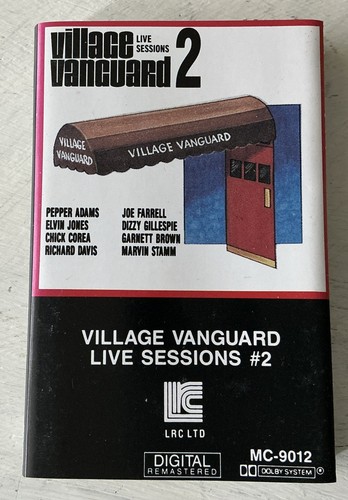 village LIVE SESSIONS 2
vanguard
VILLAGE VANGUARD
VILLAGE VANGUARD
PEPPER ADAMS JOE FARRELL
ELVIN JONES DIZZY GILLESPIE
CHICK COREA GARNETT BROWN
RICHARD DAVIS MARVIN STAMM
VILLAGE VANGUARD
LIVE SESSIONS #2
LRC
LRC LTD
DIGITAL
REMASTERED
MC-9012
DOLBY SYSTEM ®